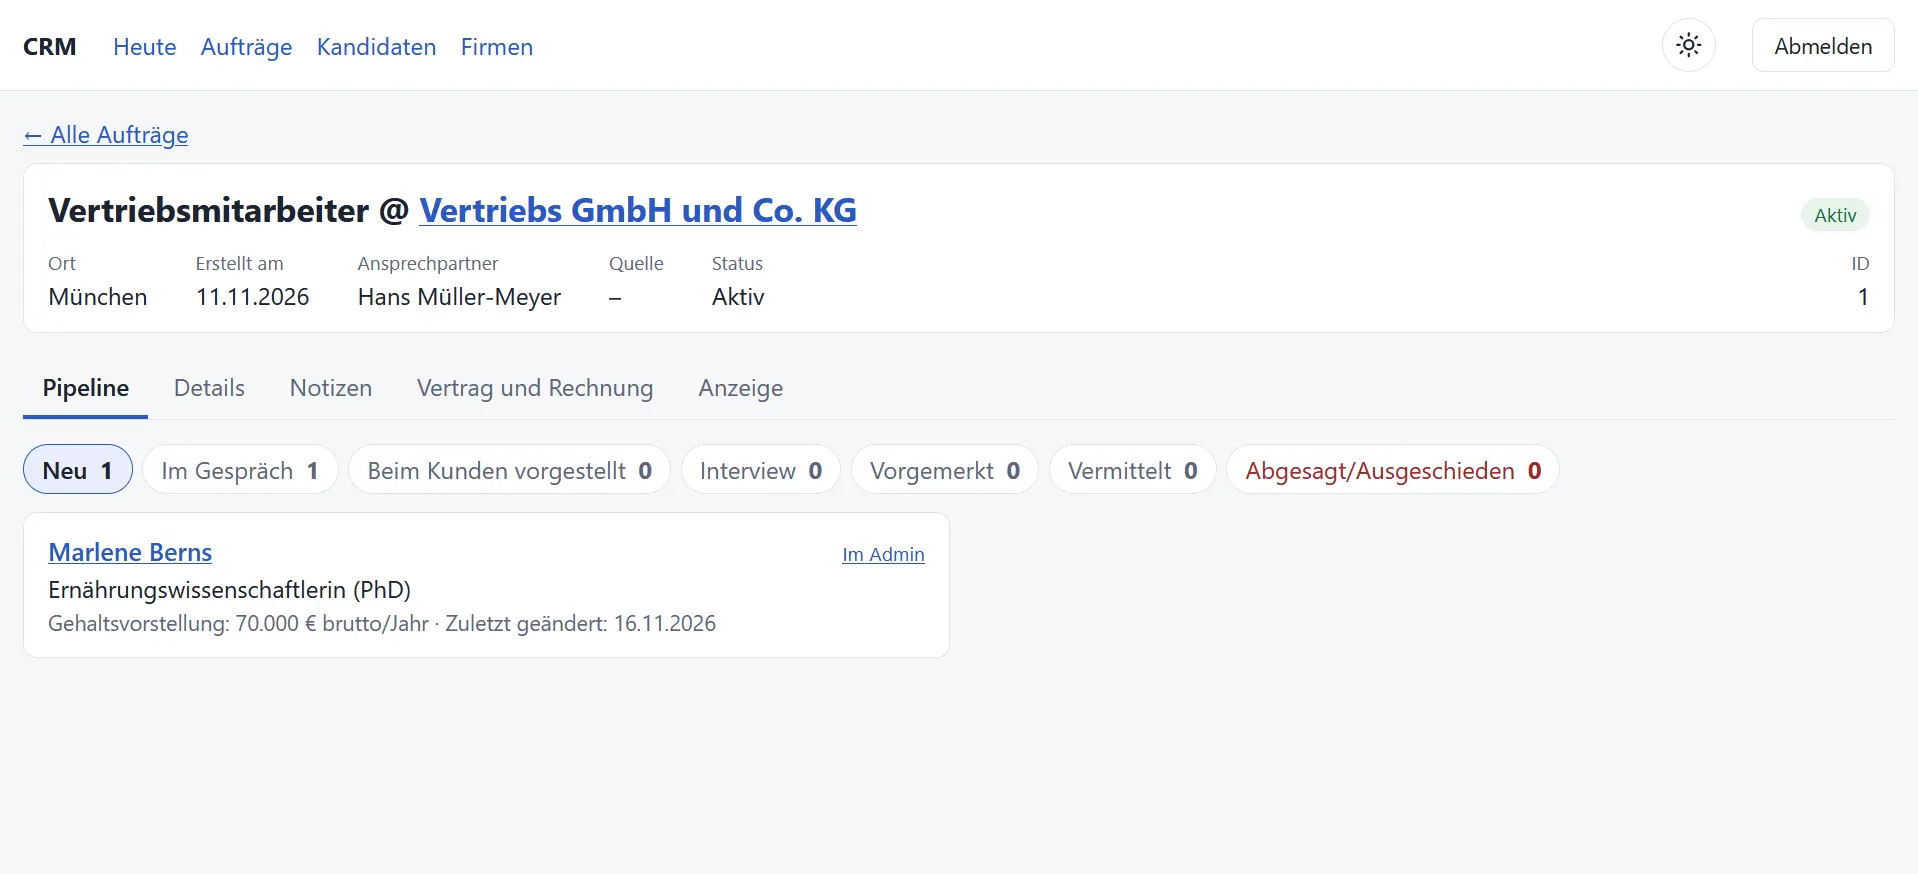 CRM Heute Aufträge Kandidaten Firmen Abmelden
← Alle Aufträge
Vertriebsmitarbeiter @ Vertriebs GmbH und Co. KG Aktiv
Ort Erstellt am Ansprechpartner Quelle Status ID
München 11.11.2026 Hans Müller-Meyer – Aktiv 1
Pipeline Details Notizen Vertrag und Rechnung Anzeige
Neu 1 Im Gespräch 1 Beim Kunden vorgestellt 0 Interview 0 Vorgemerkt 0 Vermittelt 0 Abgesagt/Ausgeschieden 0
Marlene Berns Im Admin
Ernährungswissenschaftlerin (PhD)
Gehaltsvorstellung: 70.000 € brutto/Jahr · Zuletzt geändert: 16.11.2026